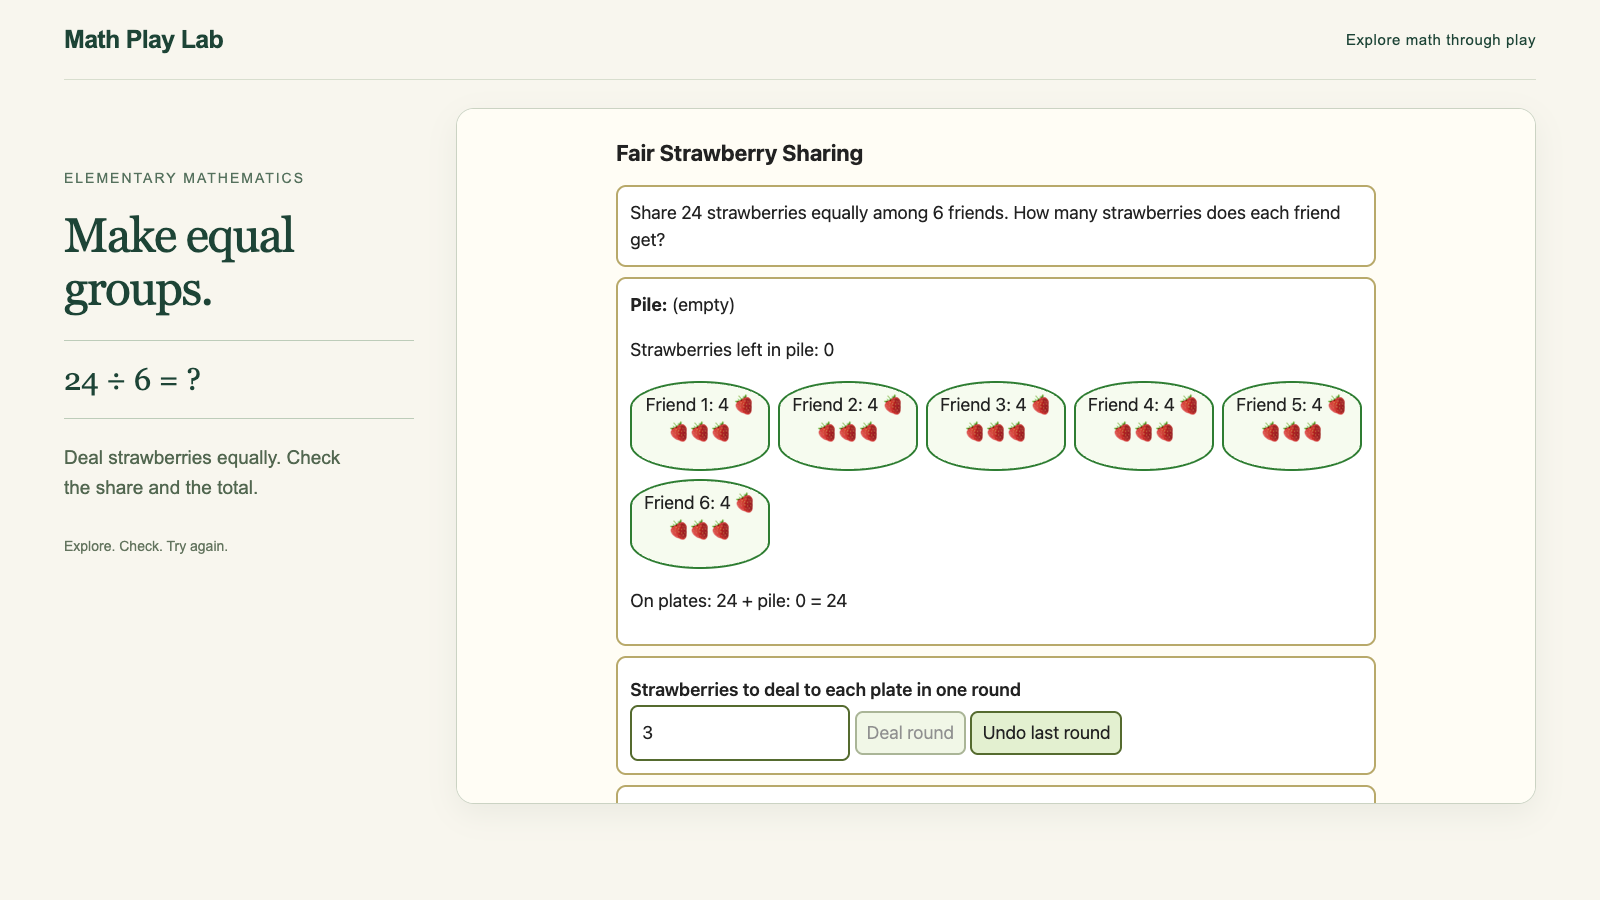 Math Play Lab
Explore math through play
ELEMENTARY MATHEMATICS
Make equal
groups.
24 ÷ 6 = ?
Deal strawberries equally. Check
the share and the total.
Explore. Check. Try again.
Fair Strawberry Sharing
Share 24 strawberries equally among 6 friends. How many strawberries does each friend
get?
Pile: (empty)
Strawberries left in pile: 0
Friend 1: 4 🍓
🍓🍓🍓
Friend 2: 4 🍓
🍓🍓🍓
Friend 3: 4 🍓
🍓🍓🍓
Friend 4: 4 🍓
🍓🍓🍓
Friend 5: 4 🍓
🍓🍓🍓
Friend 6: 4 🍓
🍓🍓🍓
On plates: 24 + pile: 0 = 24
Strawberries to deal to each plate in one round
3
Deal round
Undo last round